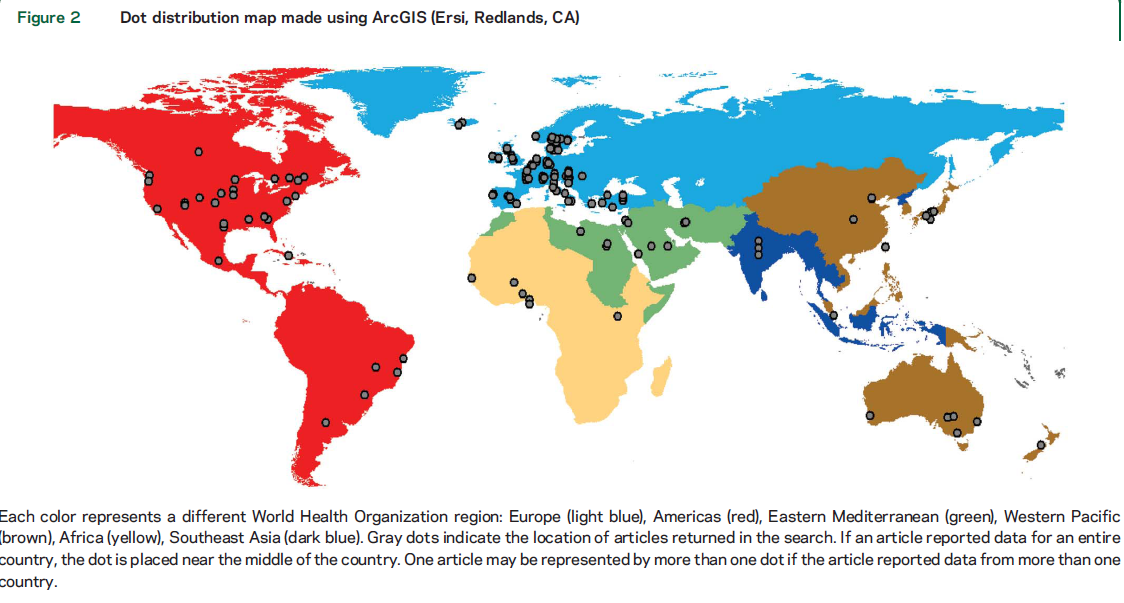 Figure 2 Dot distribution map made using ArcGIS (Ersi, Redlands, CA)
Each color represents a different World Health Organization region: Europe (light blue), Americas (red), Eastern Mediterranean (green), Western Pacific
(brown), Africa (yellow), Southeast Asia (dark blue). Gray dots indicate the location of articles returned in the search. If an article reported data for an entire
country, the dot is placed near the middle of the country. One article may be represented by more than one dot if the article reported data from more than one
country.